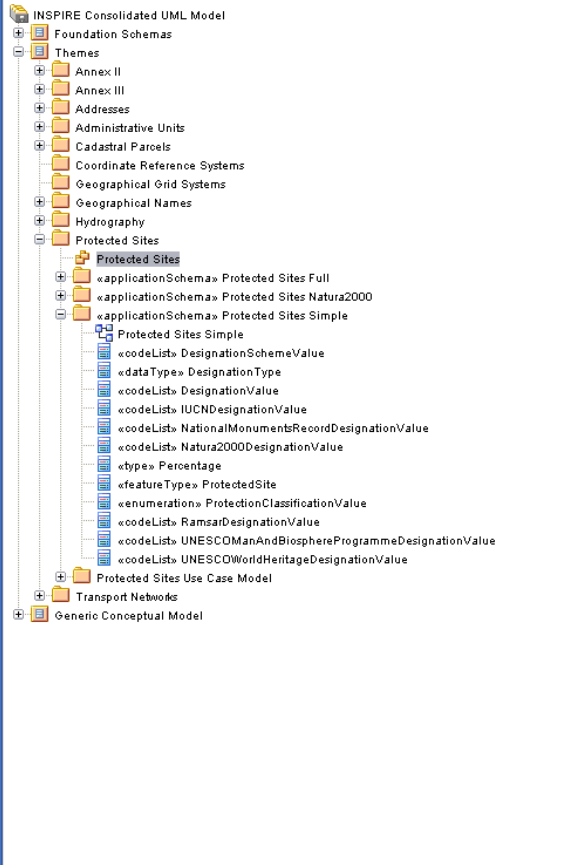 INSPIRE Consolidated UML Model
Foundation Schemas
Themes
Annex II
Annex III
Addresses
Administrative Units
Cadastral Parcels
Coordinate Reference Systems
Geographical Grid Systems
Geographical Names
Hydrography
Protected Sites
Protected Sites
«applicationSchema» Protected Sites Full
«applicationSchema» Protected Sites Natura2000
«applicationSchema» Protected Sites Simple
Protected Sites Simple
«codeList» DesignationSchemeValue
«dataType» DesignationType
«codeList» DesignationValue
«codeList» IUCNDesignationValue
«codeList» NationalMonumentsRecordDesignationValue
«codeList» Natura2000DesignationValue
«type» Percentage
«featureType» ProtectedSite
«enumeration» ProtectionClassificationValue
«codeList» RamsarDesignationValue
«codeList» UNESCOManAndBiosphereProgrammeDesignationValue
«codeList» UNESCOWorldHeritageDesignationValue
Protected Sites Use Case Model
Transport Networks
Generic Conceptual Model